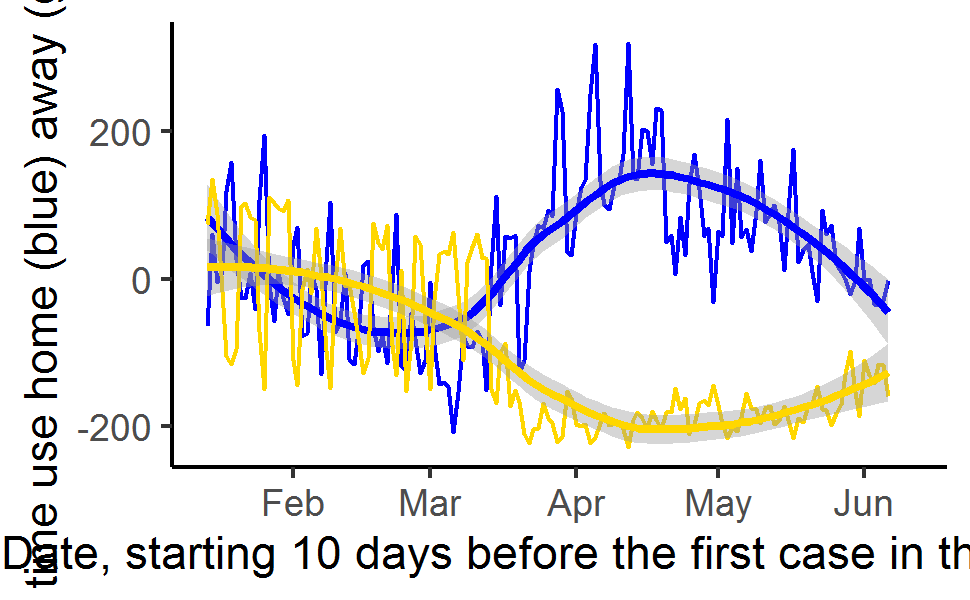 time use home (blue) away (
200
0
-200
Feb Mar Apr May Jun
Date, starting 10 days before the first case in th